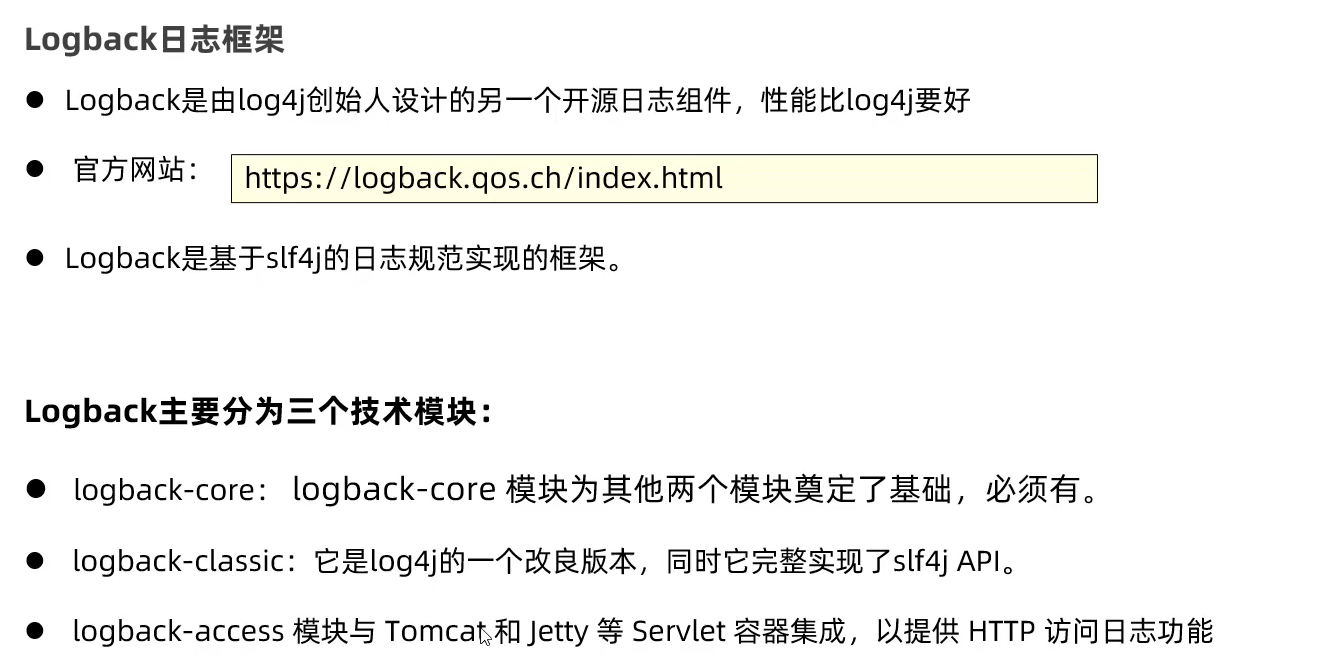 Logback日志框架
● Logback是由log4j创始人设计的另一个开源日志组件，性能比log4j要好
● 官方网站：
https://logback.qos.ch/index.html
● Logback是基于slf4j的日志规范实现的框架。
Logback主要分为三个技术模块：
● logback-core： logback-core 模块为其他两个模块奠定了基础，必须有。
● logback-classic：它是log4j的一个改良版本，同时它完整实现了slf4j API。
● logback-access 模块与 Tomcat 和 Jetty 等 Servlet 容器集成，以提供 HTTP 访问日志功能